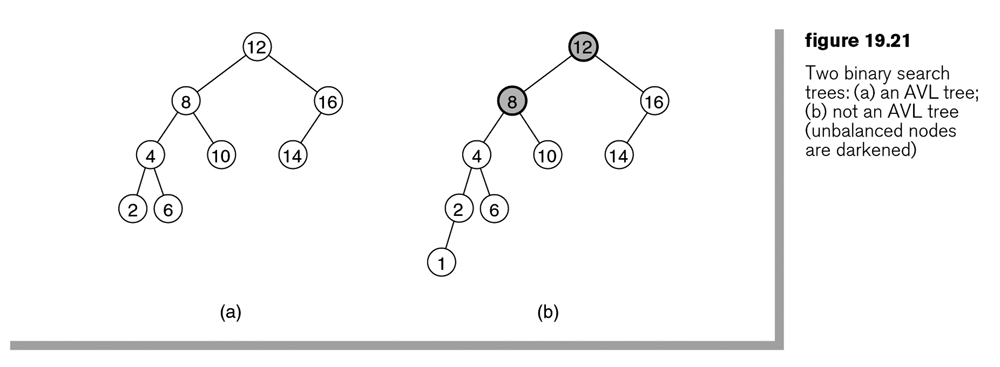 12
8
16
4
10
14
2
6
(a)
12
8
16
4
10
14
2
6
1
(b)
figure 19.21
Two binary search
trees: (a) an AVL tree;
(b) not an AVL tree
(unbalanced nodes
are darkened)